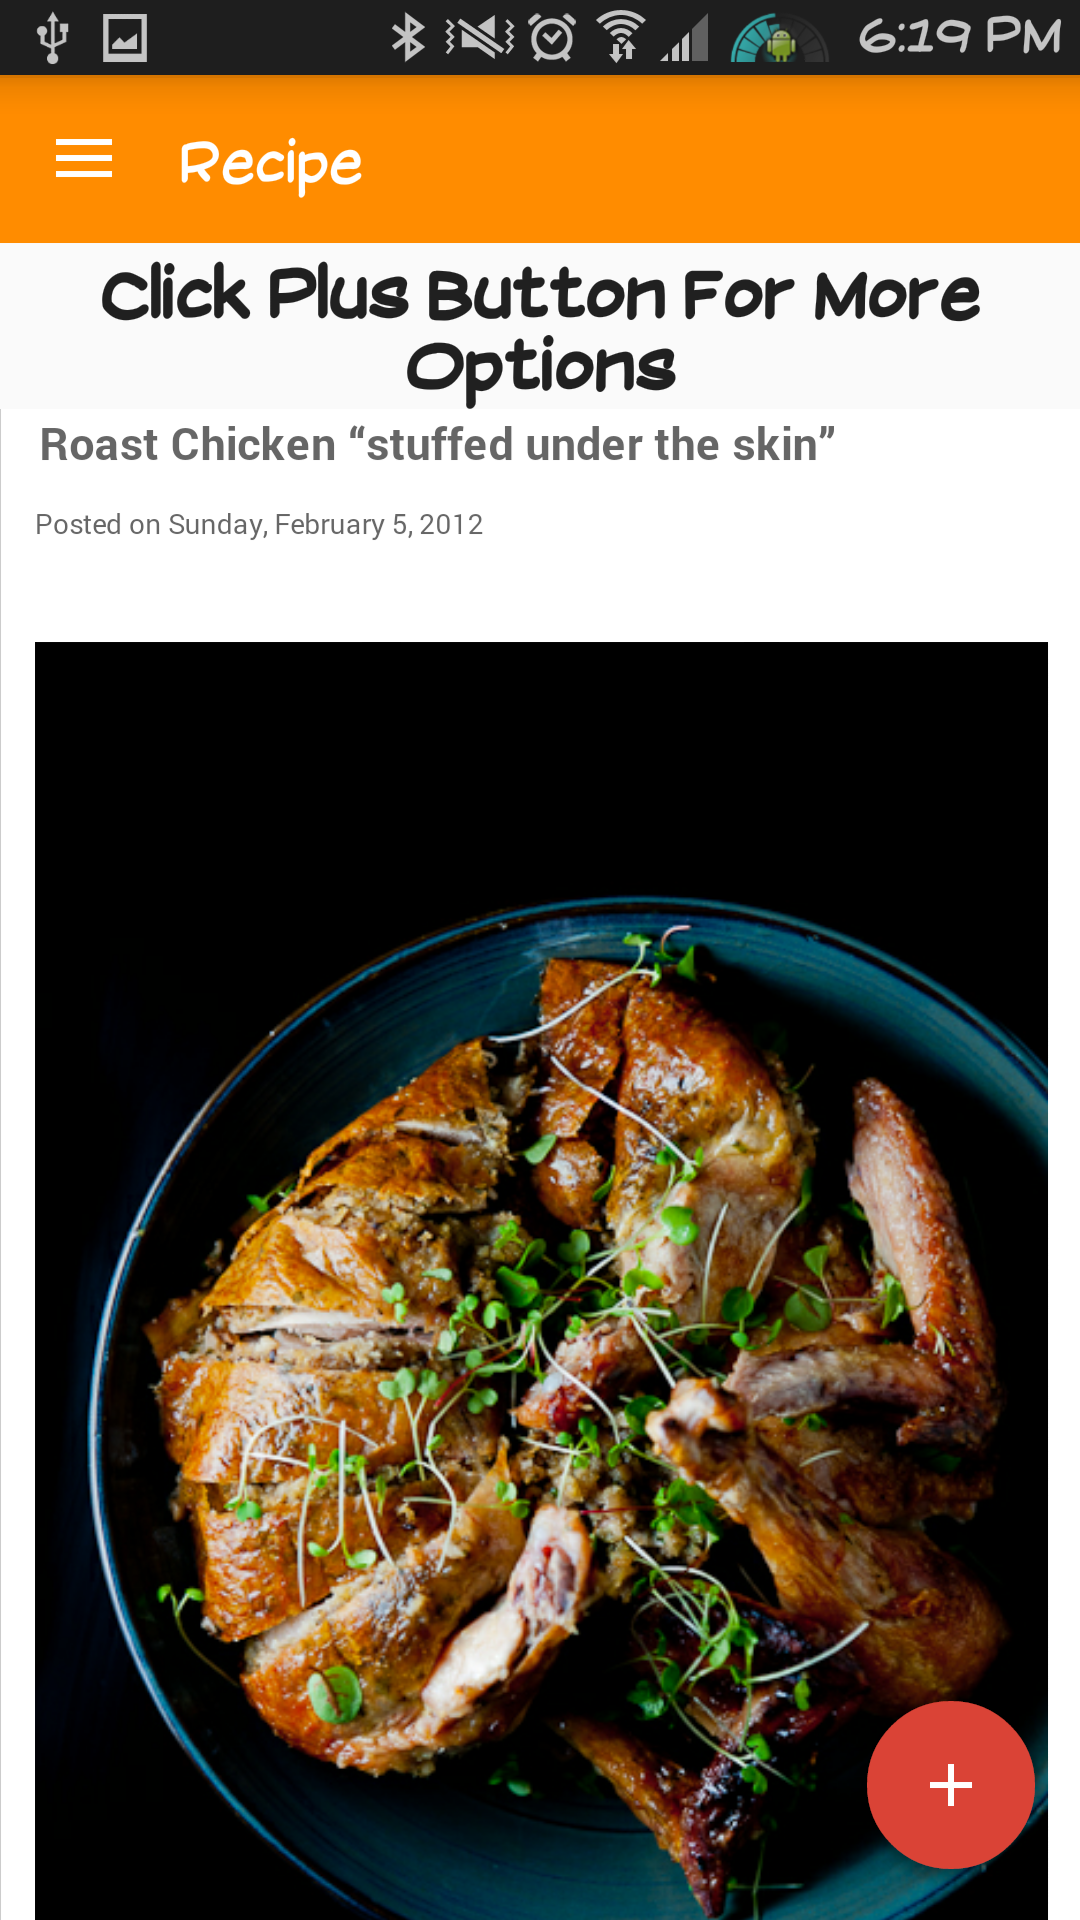 6:19 PM
Recipe
Click Plus Button For More
Options
Roast Chicken “stuffed under the skin”
Posted on Sunday, February 5, 2012